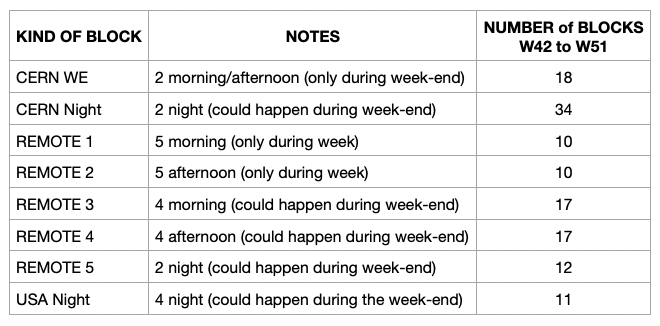 KIND OF BLOCK NOTES NUMBER of BLOCKS
W42 to W51
CERN WE 2 morning/afternoon (only during week-end) 18
CERN Night 2 night (could happen during week-end) 34
REMOTE 1 5 morning (only during week) 10
REMOTE 2 5 afternoon (only during week) 10
REMOTE 3 4 morning (could happen during week-end) 17
REMOTE 4 4 afternoon (could happen during week-end) 17
REMOTE 5 2 night (could happen during week-end) 12
USA Night 4 night (could happen during the week-end) 11